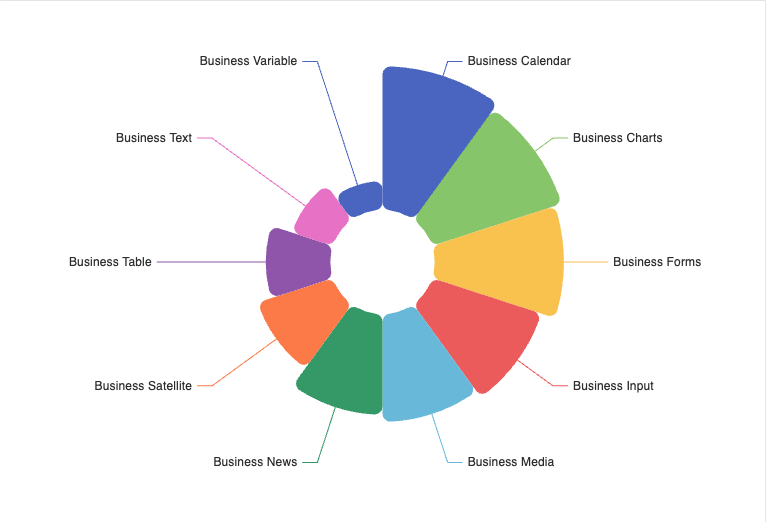 Business Variable
Business Calendar
Business Text
Business Charts
Business Table
Business Forms
Business Satellite
Business Input
Business News
Business Media